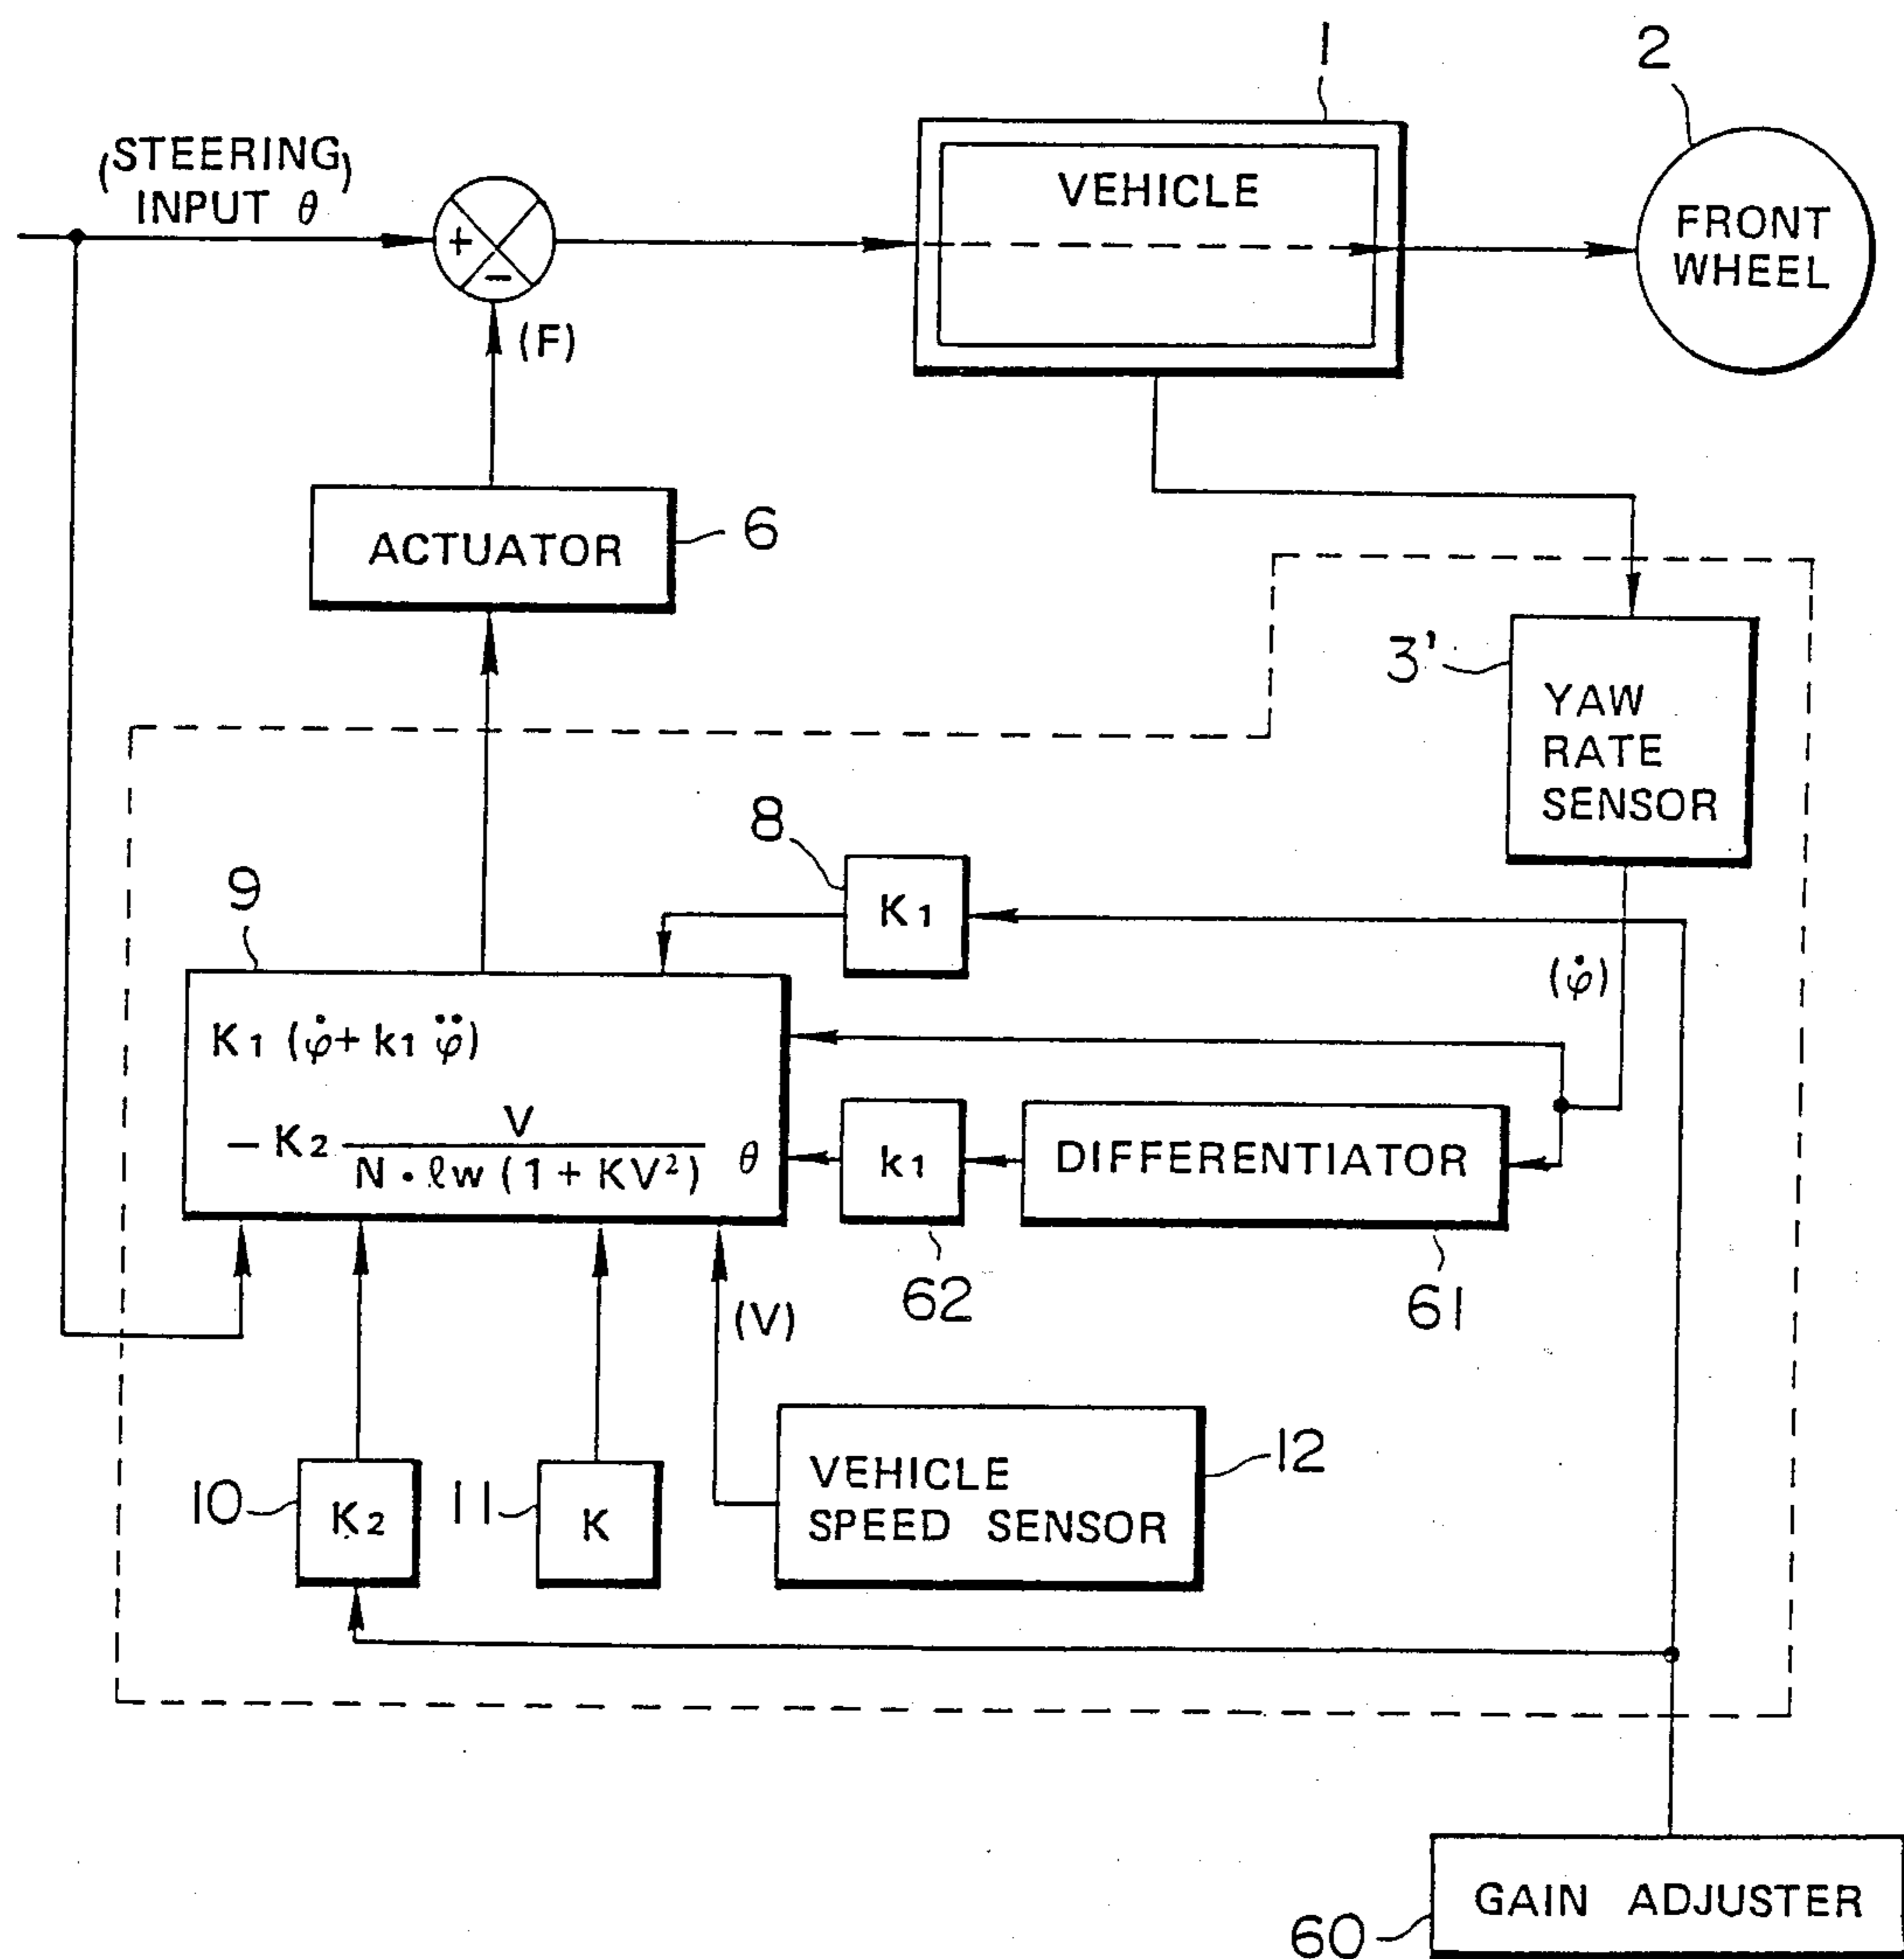 1
2
(STEERING)
INPUT θ
VEHICLE
FRONT
WHEEL
+
−
(F)
ACTUATOR
6
3'
YAW
RATE
SENSOR
8
K₁
9
(φ̇)
K₁ (φ̇ + k₁ φ̈)
− K₂ V / N · ℓw (1 + KV²) θ
k₁
DIFFERENTIATOR
62
61
(V)
10
K₂
11
K
VEHICLE
SPEED SENSOR
12
GAIN ADJUSTER
60